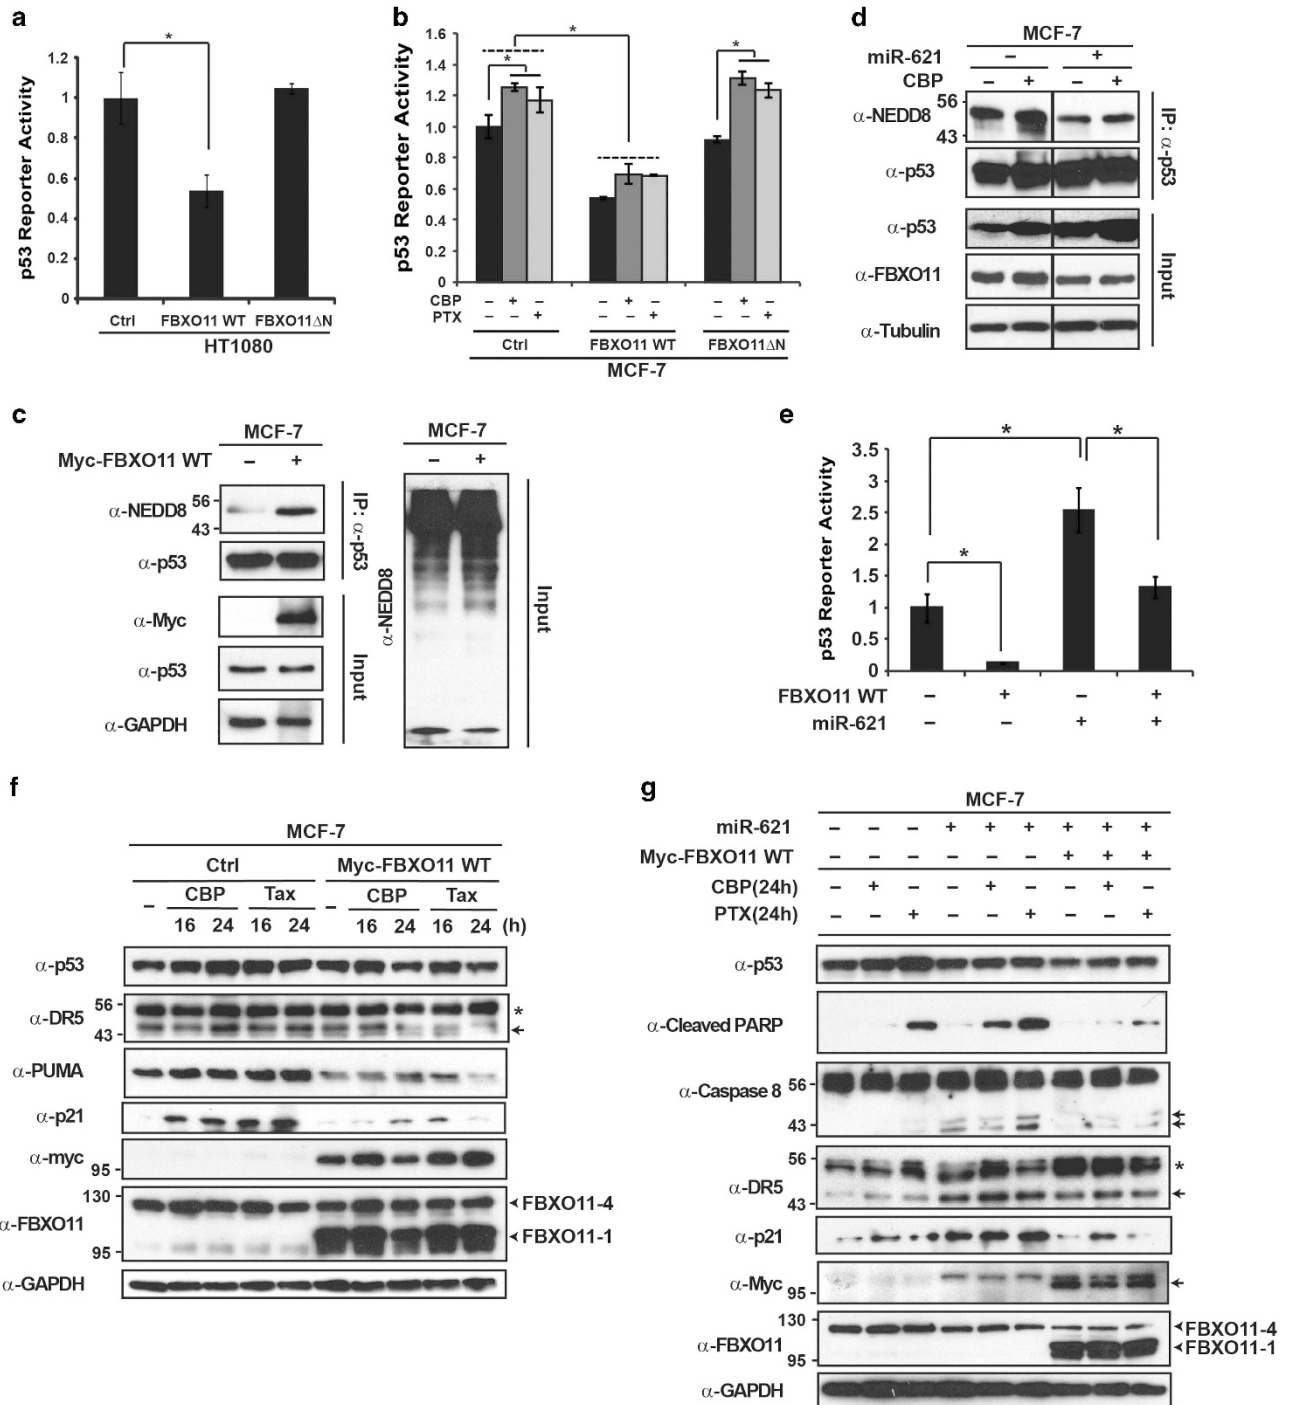 a
p53 Reporter Activity
1.2
1
0.8
0.6
0.4
0.2
0
*
Ctrl FBXO11 WT FBXO11ΔN
HT1080
b
p53 Reporter Activity
1.6
1.4
1.2
1.0
0.8
0.6
0.4
0.2
0
* * *
CBP – + – – + – – + –
PTX – – + – – + – – +
Ctrl FBXO11 WT FBXO11ΔN
MCF-7
d
MCF-7
miR-621 – +
CBP – + – +
α-NEDD8 56
43
α-p53
IP: α-p53
α-p53
α-FBXO11
α-Tubulin
Input
c
MCF-7
Myc-FBXO11 WT – +
α-NEDD8 56
43
α-p53
IP: α-p53
α-Myc
α-p53
α-GAPDH
Input
MCF-7
– +
α-NEDD8
Input
e
p53 Reporter Activity
3.5
3
2.5
2
1.5
1
0.5
0
* * *
FBXO11 WT – + – +
miR-621 – – + +
f
MCF-7
Ctrl Myc-FBXO11 WT
– CBP Tax – CBP Tax
16 24 16 24 16 24 16 24 (h)
α-p53
α-DR5 56
43
*
α-PUMA
α-p21
α-myc 95
α-FBXO11 130
95
FBXO11-4
FBXO11-1
α-GAPDH
g
MCF-7
miR-621 – – – + + + + + +
Myc-FBXO11 WT – – – – – – + + +
CBP(24h) – + – – + – – + –
PTX(24h) – – + – – + – – +
α-p53
α-Cleaved PARP
α-Caspase 8 56
43
α-DR5 56
43
*
α-p21
α-Myc 95
α-FBXO11 130
95
FBXO11-4
FBXO11-1
α-GAPDH